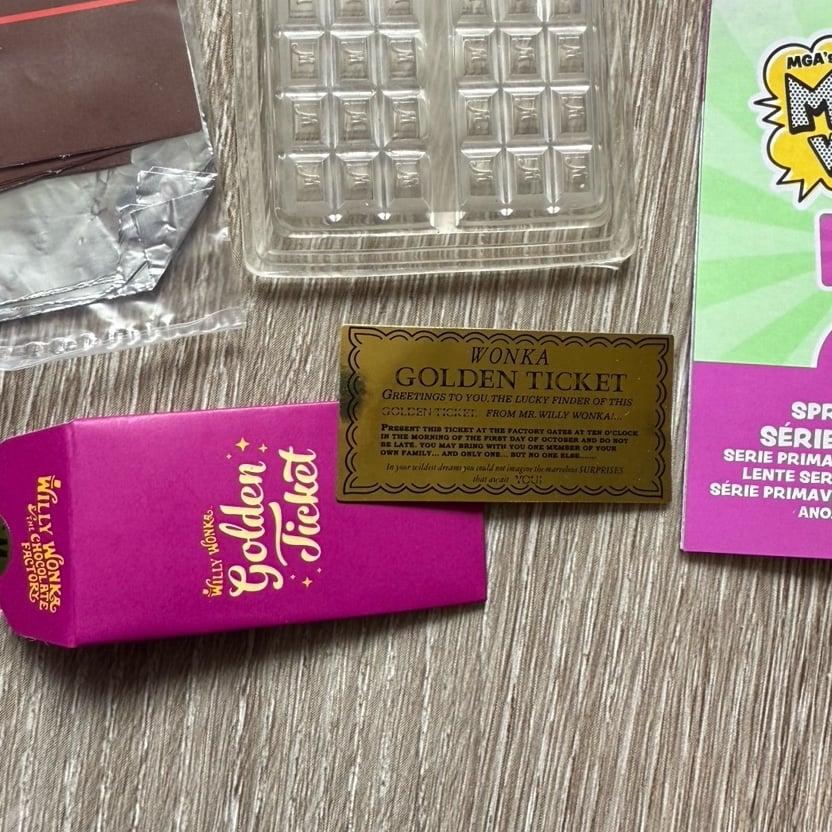 MGA's
WONKA
GOLDEN TICKET
GREETINGS TO YOU, THE LUCKY FINDER OF THIS
GOLDEN TICKET, FROM MR. WILLY WONKA!...
PRESENT THIS TICKET AT THE FACTORY GATES AT TEN O'CLOCK
IN THE MORNING OF THE FIRST DAY OF OCTOBER AND DO NOT
BE LATE. YOU MAY BRING WITH YOU ONE MEMBER OF YOUR
OWN FAMILY... AND ONLY ONE... BUT NO ONE ELSE......
In your wildest dreams you could not imagine the marvelous SURPRISES
that await YOU!
WILLY WONKA
& THE CHOCOLATE
FACTORY
WILLY WONKA
Golden
Ticket
SPR
SÉRIE
SERIE PRIMA
LENTE SER
SÉRIE PRIMAV
ANO